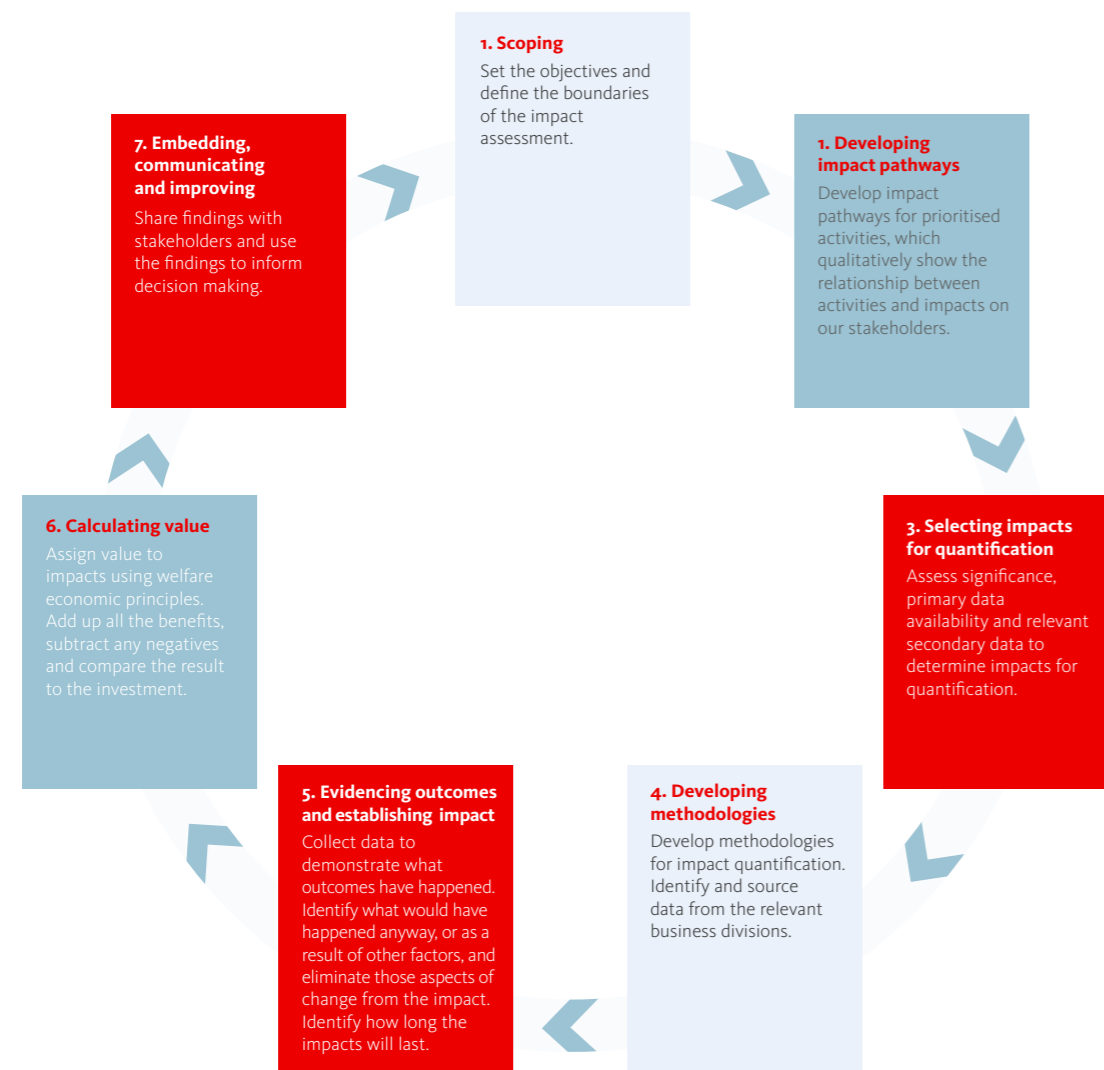 1. Scoping
Set the objectives and
define the boundaries
of the impact
assessment.
1. Developing
impact pathways
Develop impact
pathways for prioritised
activities, which
qualitatively show the
relationship between
activities and impacts on
our stakeholders.
3. Selecting impacts
for quantification
Assess significance,
primary data
availability and relevant
secondary data to
determine impacts for
quantification.
4. Developing
methodologies
Develop methodologies
for impact quantification.
Identify and source
data from the relevant
business divisions.
5. Evidencing outcomes
and establishing impact
Collect data to
demonstrate what
outcomes have happened.
Identify what would have
happened anyway, or as a
result of other factors, and
eliminate those aspects of
change from the impact.
Identify how long the
impacts will last.
6. Calculating value
Assign value to
impacts using welfare
economic principles.
Add up all the benefits,
subtract any negatives
and compare the result
to the investment.
7. Embedding,
communicating
and improving
Share findings with
stakeholders and use
the findings to inform
decision making.